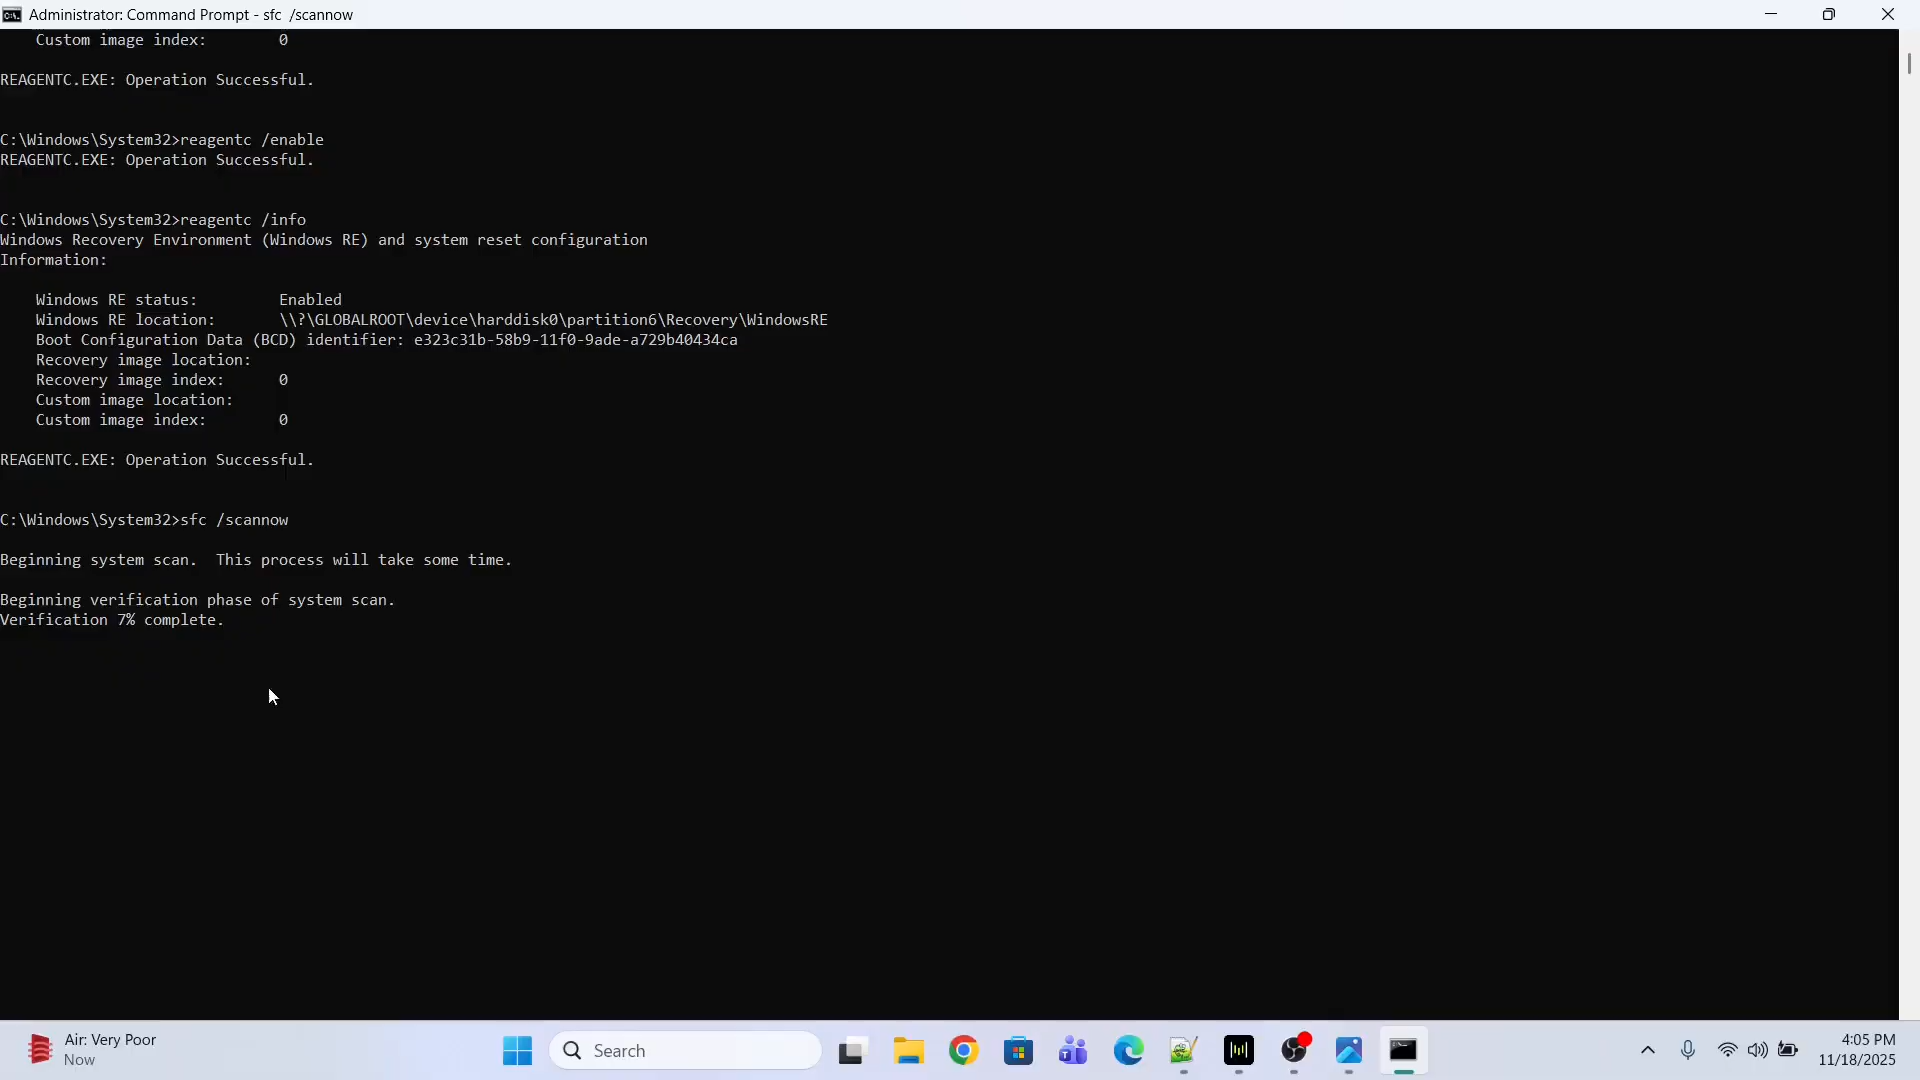 Administrator: Command Prompt - sfc  /scannow
    Custom image index:        0
REAGENTC.EXE: Operation Successful.
C:\Windows\System32>reagentc /enable
REAGENTC.EXE: Operation Successful.
C:\Windows\System32>reagentc /info
Windows Recovery Environment (Windows RE) and system reset configuration
Information:
    Windows RE status:         Enabled
    Windows RE location:       \\?\GLOBALROOT\device\harddisk0\partition6\Recovery\WindowsRE
    Boot Configuration Data (BCD) identifier: e323c31b-58b9-11f0-9ade-a729b40434ca
    Recovery image location:
    Recovery image index:      0
    Custom image location:
    Custom image index:        0
REAGENTC.EXE: Operation Successful.
C:\Windows\System32>sfc /scannow
Beginning system scan.  This process will take some time.
Beginning verification phase of system scan.
Verification 7% complete.
Air: Very Poor
Now
Search
4:05 PM
11/18/2025